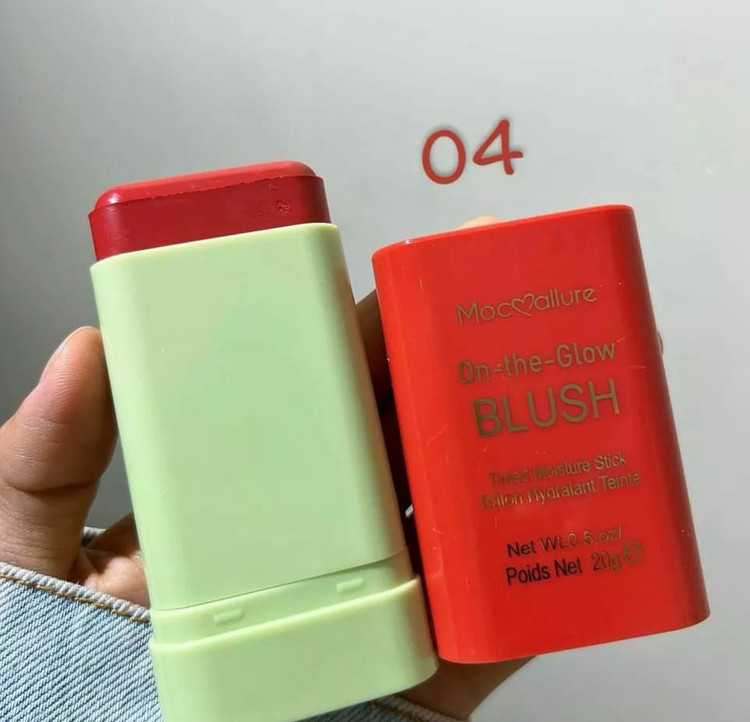 04
Moc♡allure
On-the-Glow
BLUSH
Tinted Moisture Stick
Bâton Hydratant Teinte
Net Wt.0.6 oz/
Poids Net 20g ℮